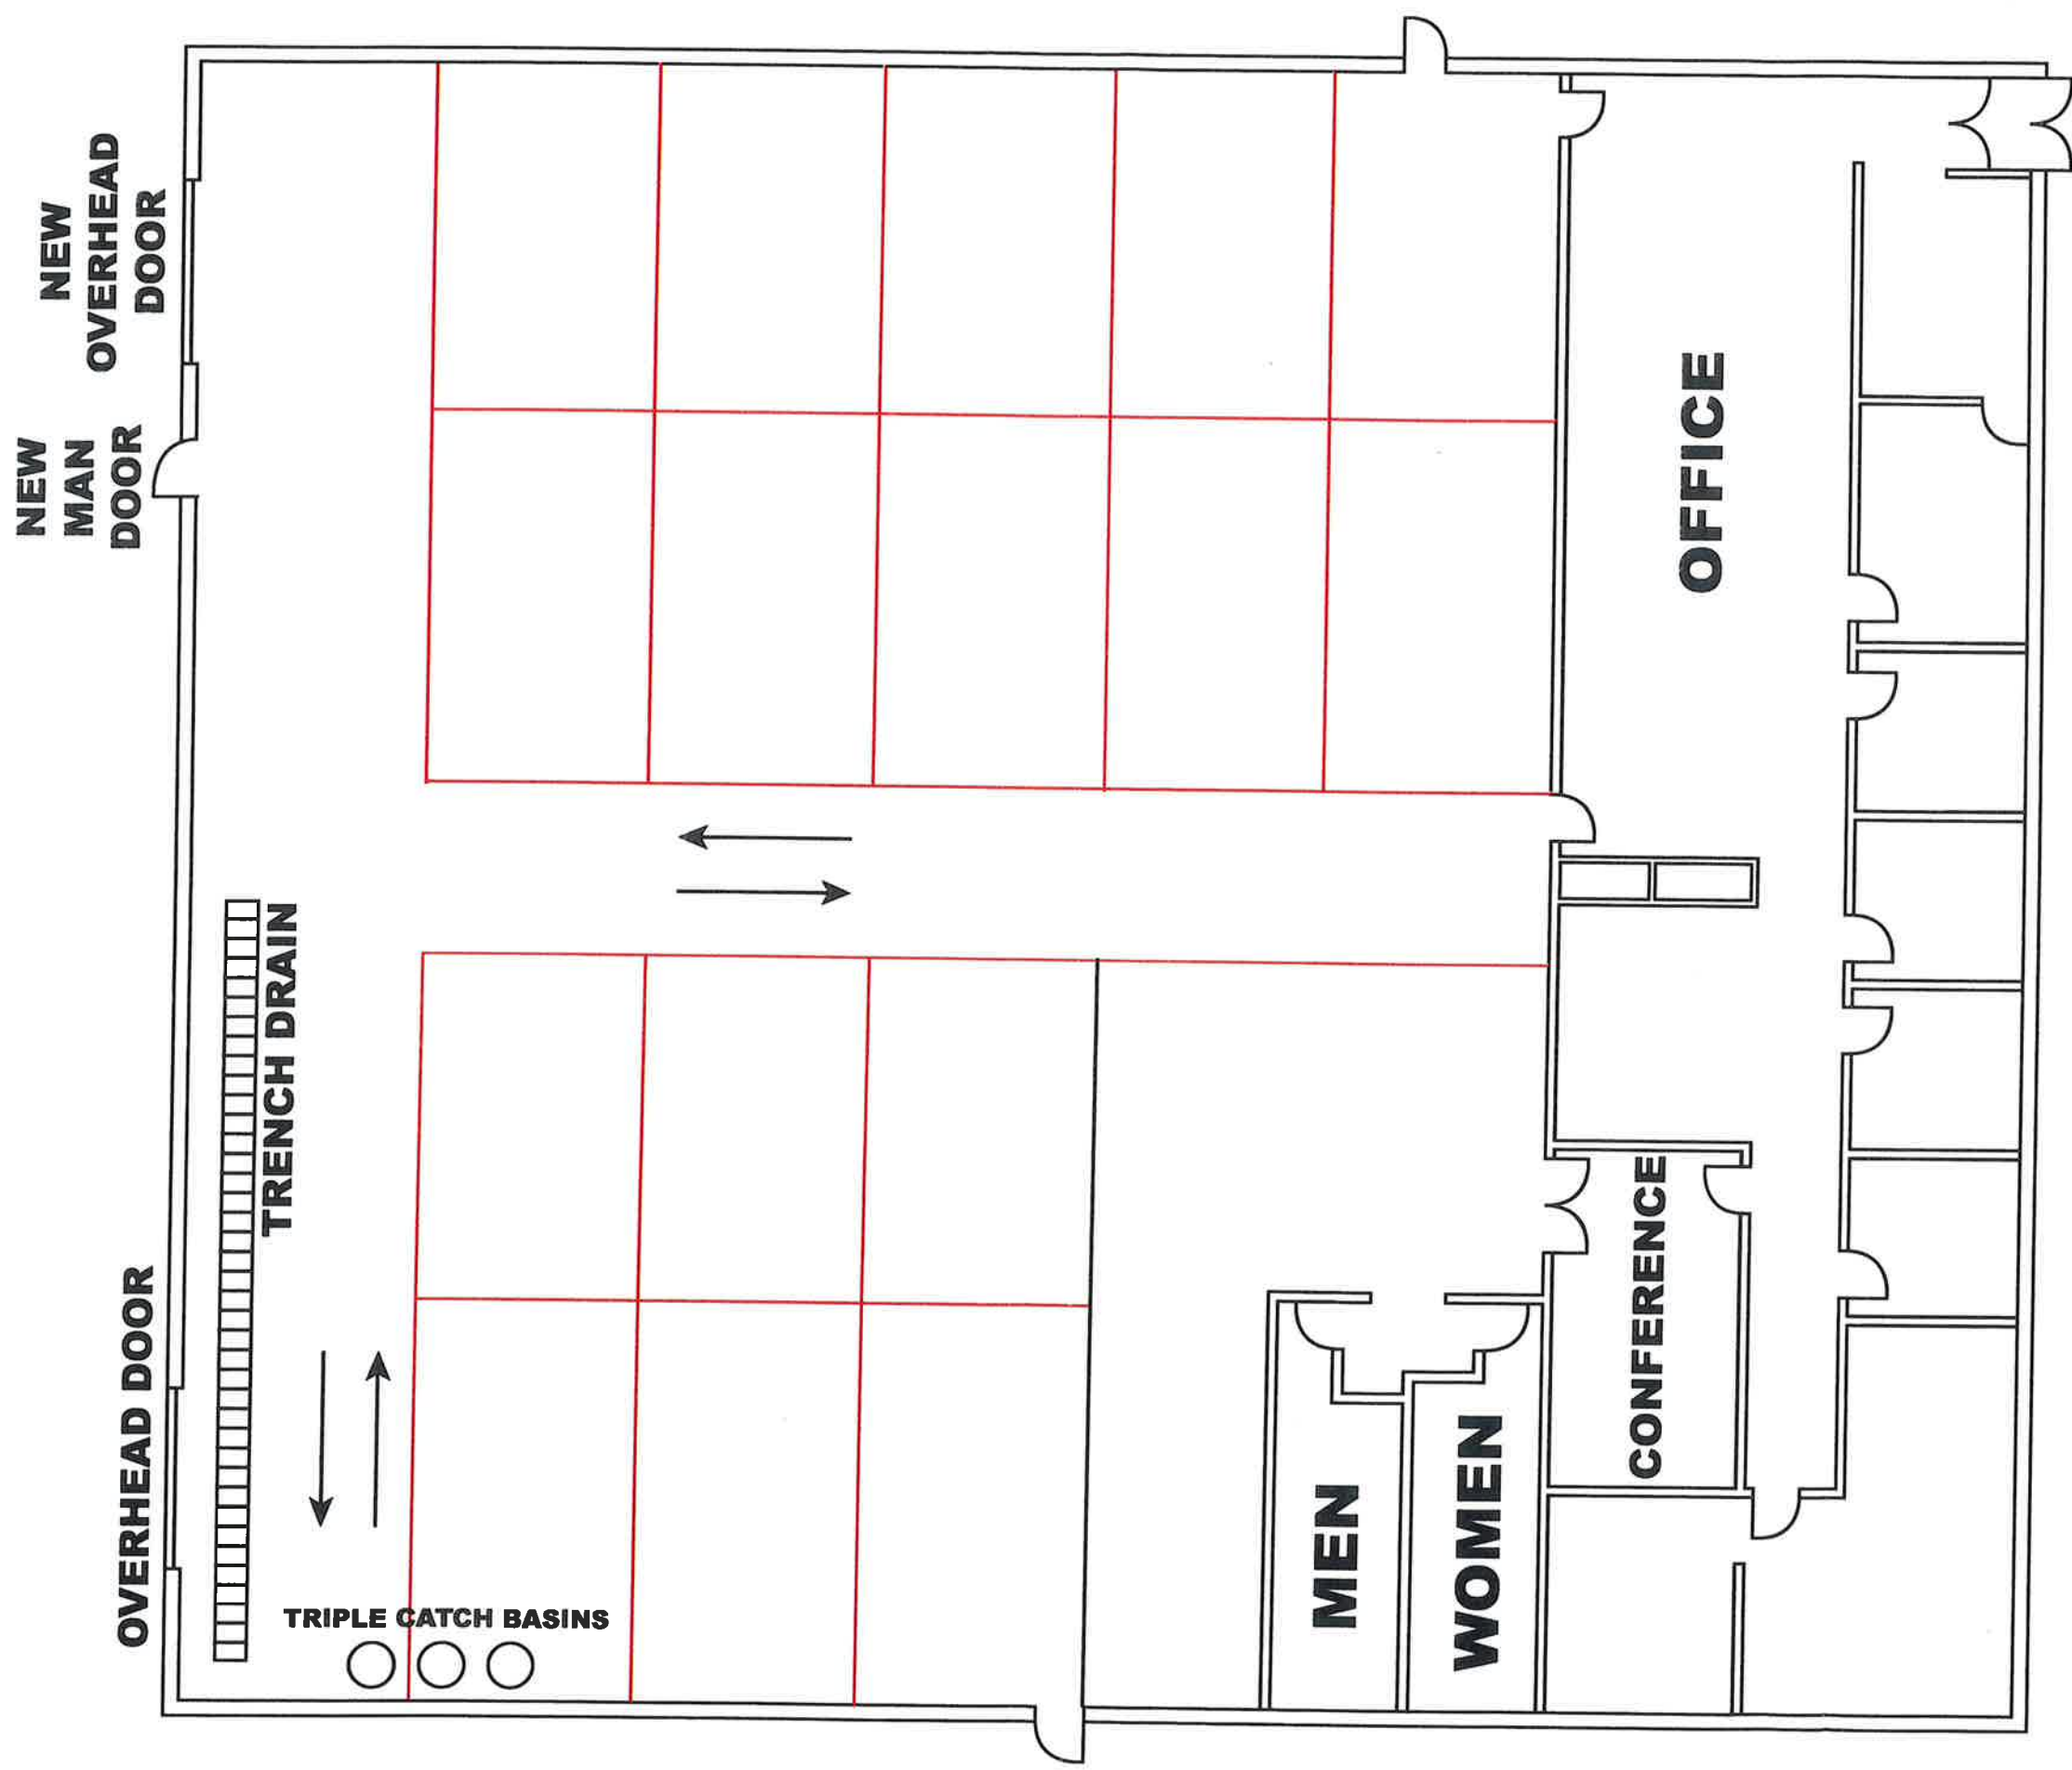 NEW
OVERHEAD
DOOR
NEW
MAN
DOOR
OFFICE
TRENCH DRAIN
OVERHEAD DOOR
CONFERENCE
MEN
WOMEN
TRIPLE CATCH BASINS